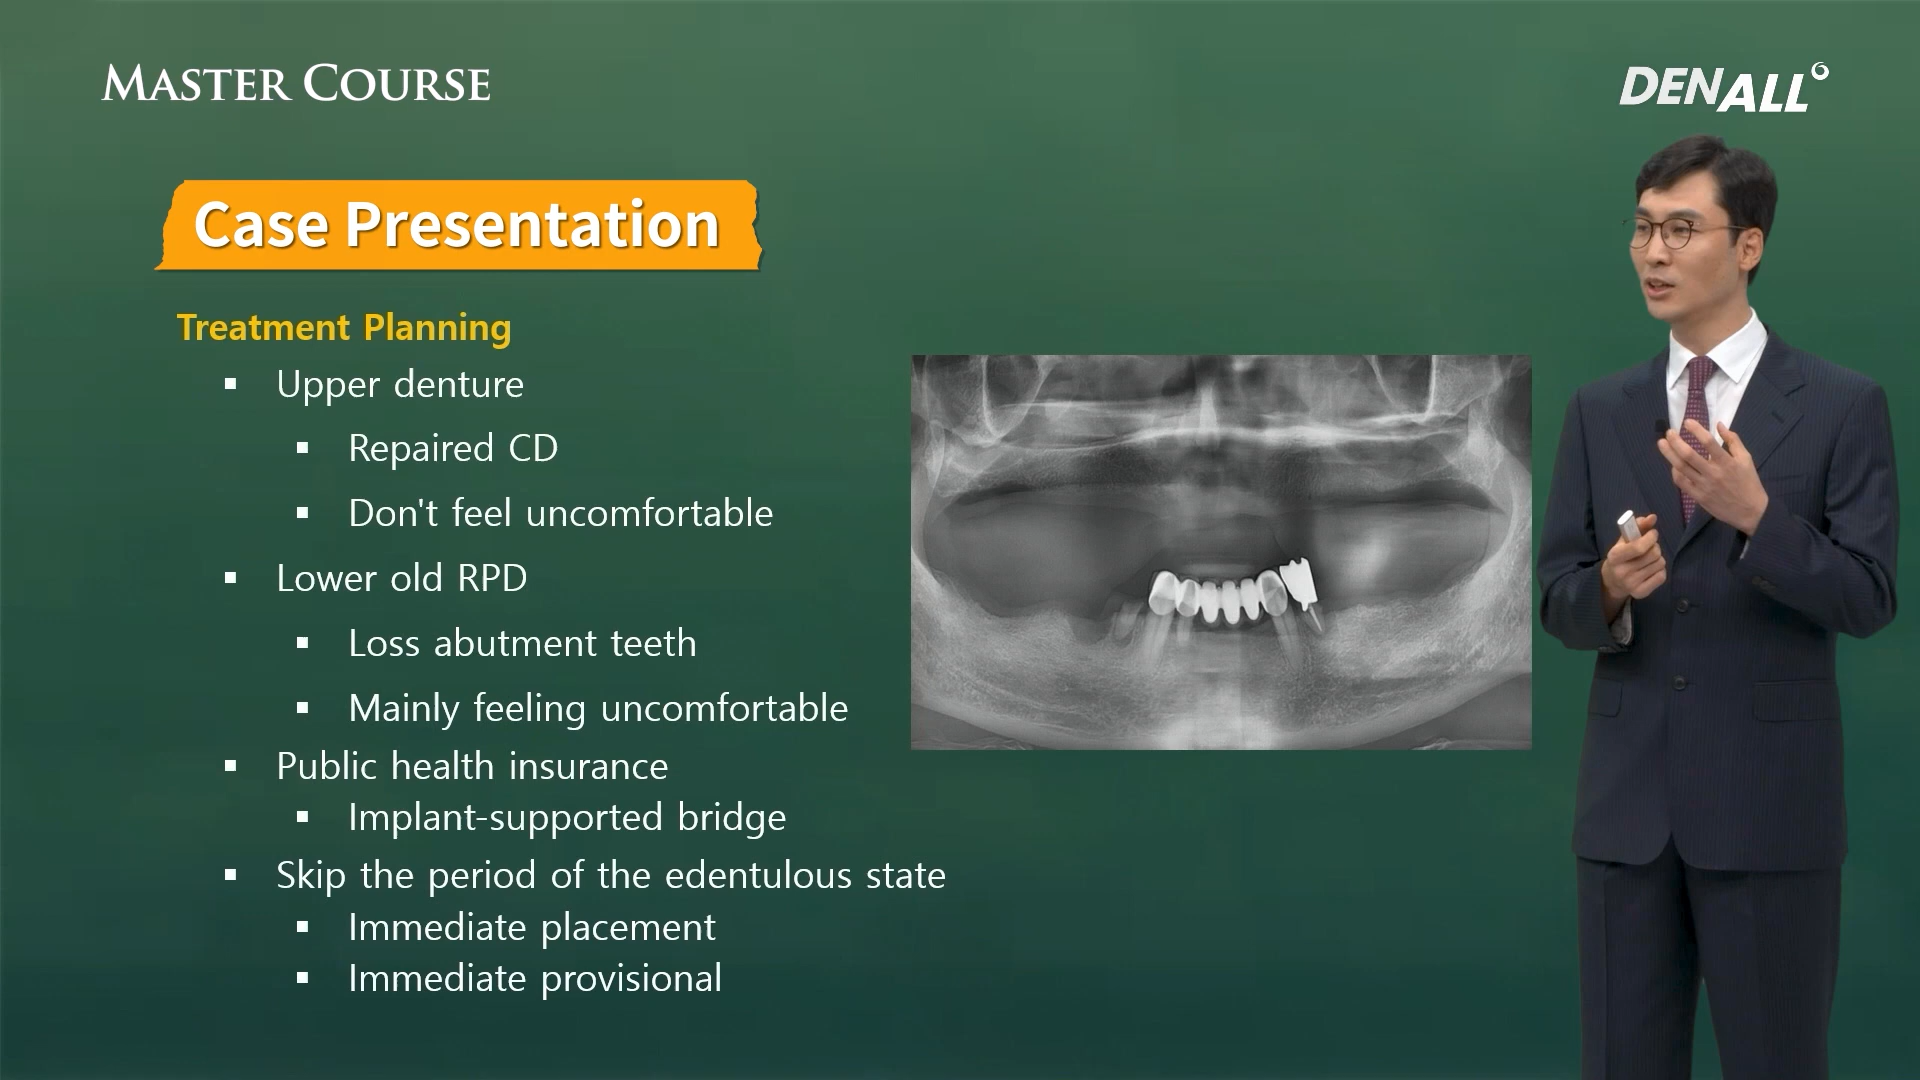 MASTER COURSE
DENALL
Case Presentation
Treatment Planning
▪ Upper denture
▪ Repaired CD
▪ Don't feel uncomfortable
▪ Lower old RPD
▪ Loss abutment teeth
▪ Mainly feeling uncomfortable
▪ Public health insurance
▪ Implant-supported bridge
▪ Skip the period of the edentulous state
▪ Immediate placement
▪ Immediate provisional